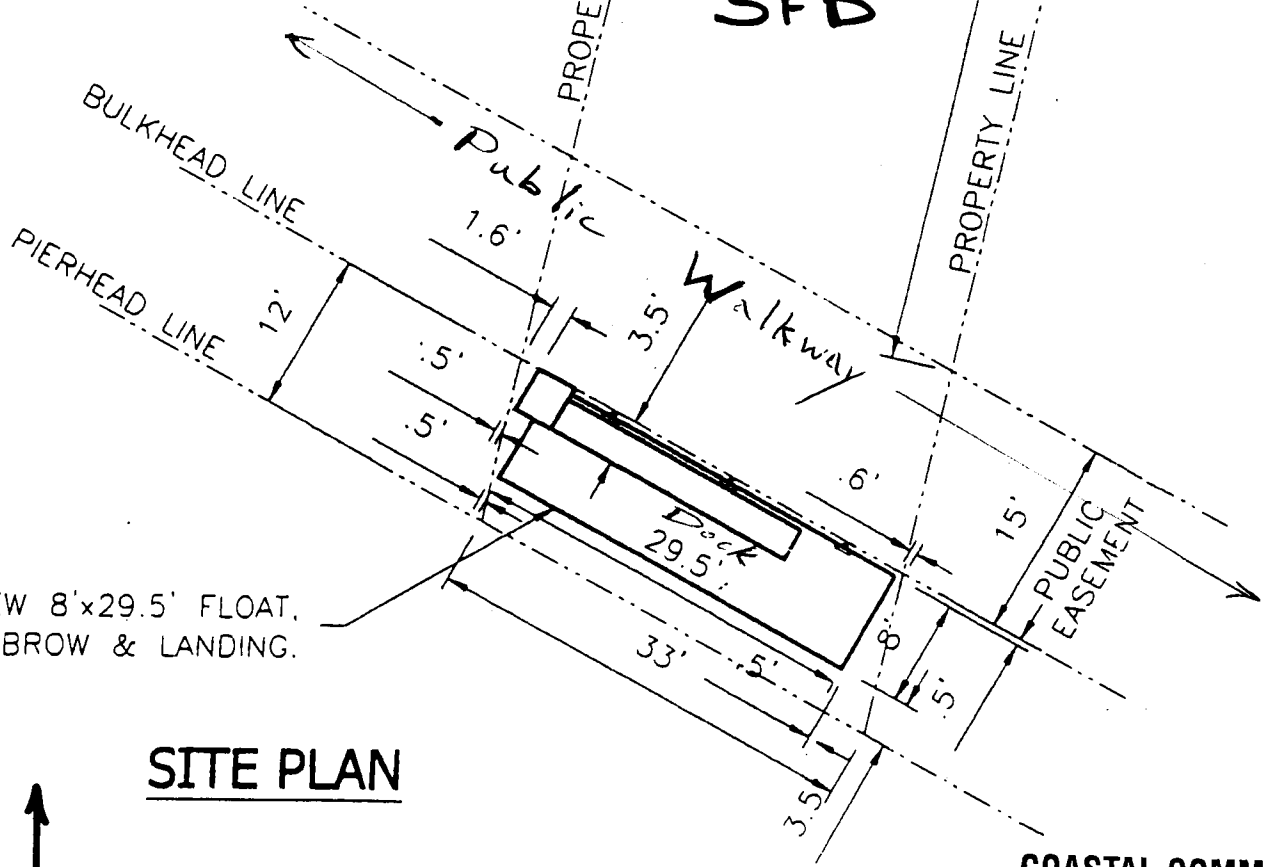 SFD
PROPE
PROPERTY LINE
BULKHEAD LINE
PIERHEAD LINE
Public
Walkway
1.6'
3.5'
12'
.5'
.5'
.6'
15'
PUBLIC
EASEMENT
Dock
29.5'
W 8'x29.5' FLOAT,
BROW & LANDING.
33'
.5'
8'
.5'
3.5'
SITE PLAN
COASTAL COMM